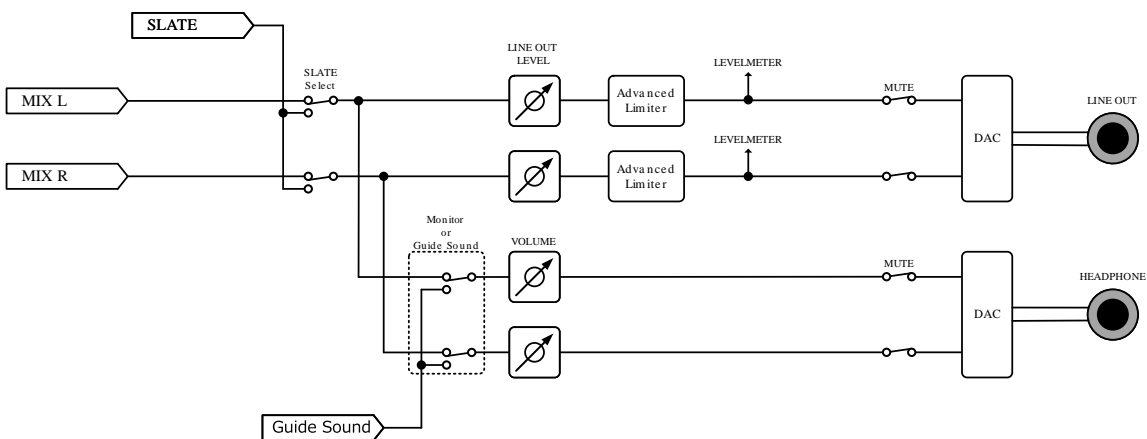 SLATE
SLATE
Select
LINE OUT
LEVEL
LEVELMETER
MUTE
LINE OUT
MIX L
Advanced
Limiter
DAC
LEVELMETER
MIX R
Advanced
Limiter
Monitor
or
Guide Sound
VOLUME
MUTE
HEADPHONE
DAC
Guide Sound